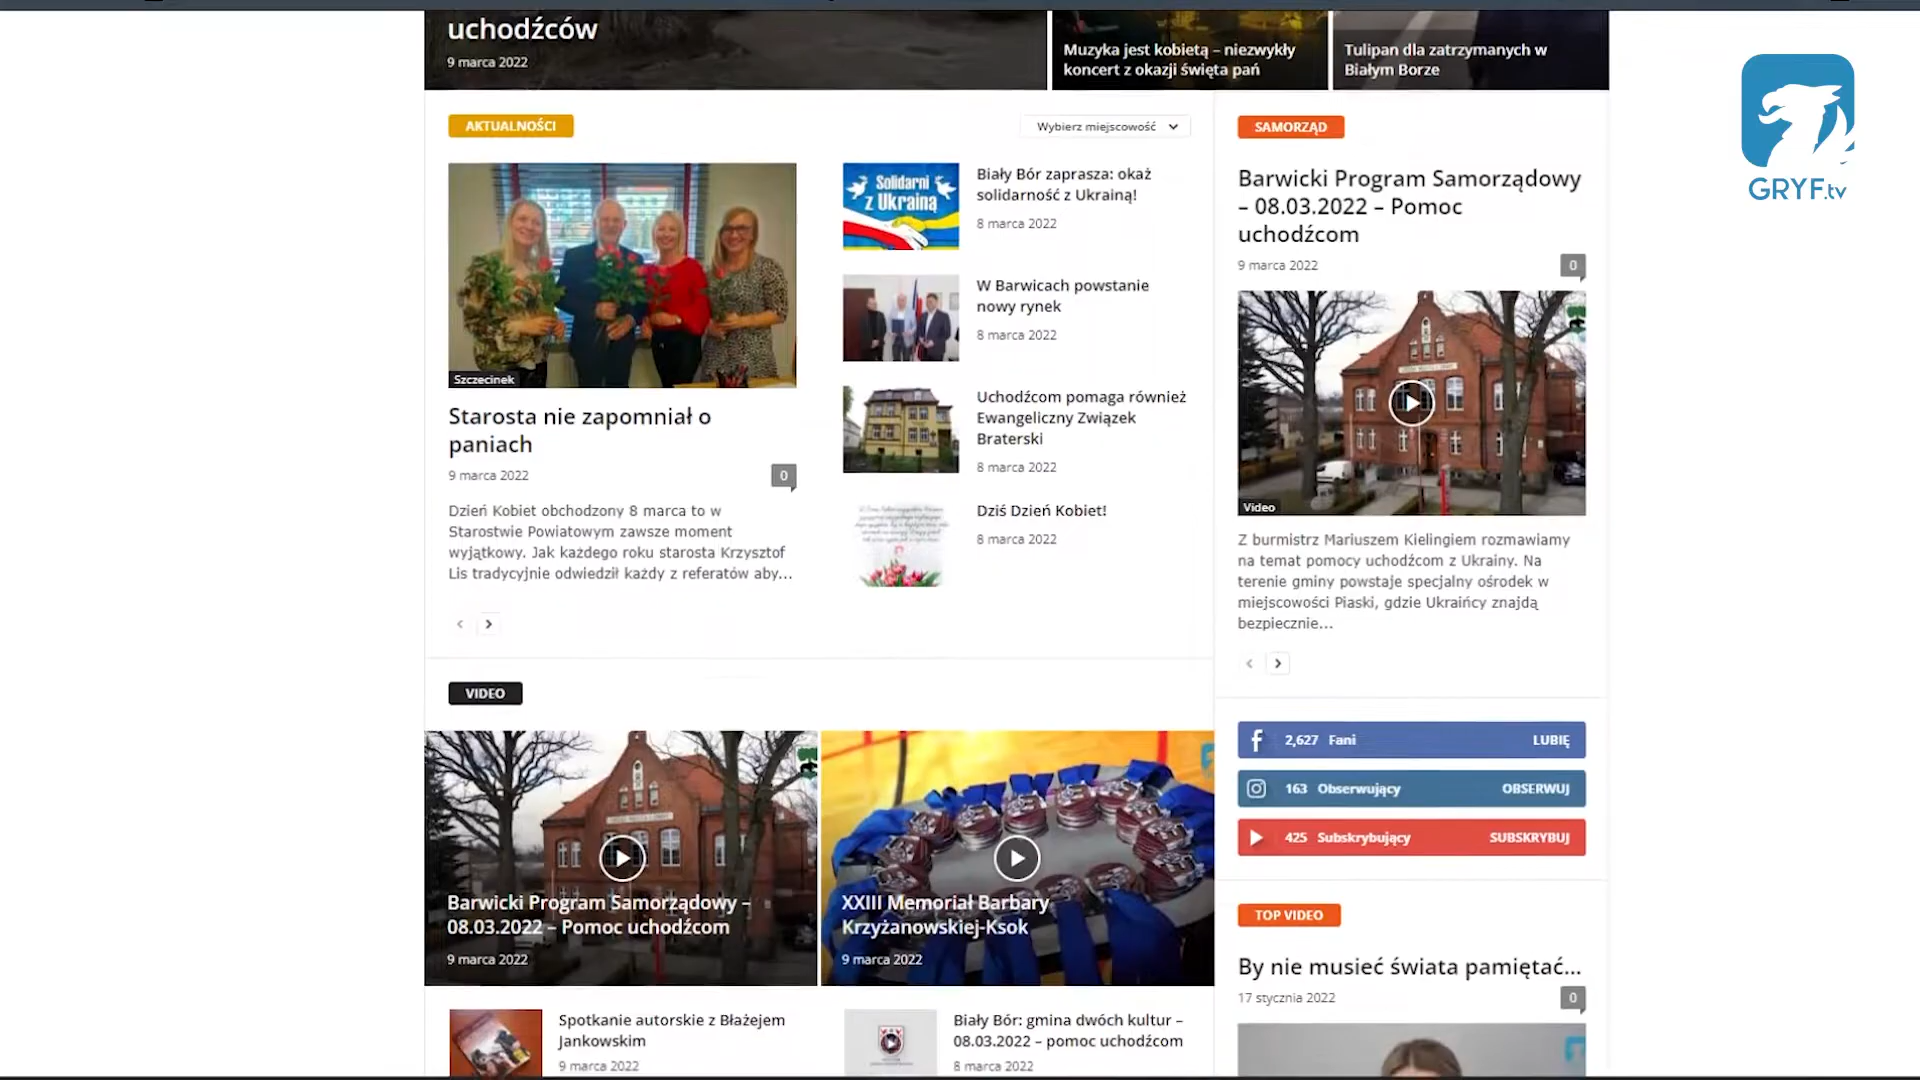 uchodźców
9 marca 2022
Muzyka jest kobietą – niezwykły
koncert z okazji święta pań
Tulipan dla zatrzymanych w
Białym Borze
GRYF.tv
AKTUALNOŚCI
Wybierz miejscowość
Szczecinek
Starosta nie zapomniał o
paniach
9 marca 2022
0
Dzień Kobiet obchodzony 8 marca to w
Starostwie Powiatowym zawsze moment
wyjątkowy. Jak każdego roku starosta Krzysztof
Lis tradycyjnie odwiedził każdy z referatów aby...
Solidarni
z Ukrainą
Biały Bór zaprasza: okaż
solidarność z Ukrainą!
8 marca 2022
W Barwicach powstanie
nowy rynek
8 marca 2022
Uchodźcom pomaga również
Ewangeliczny Związek
Braterski
8 marca 2022
Dziś Dzień Kobiet!
8 marca 2022
SAMORZĄD
Barwicki Program Samorządowy
– 08.03.2022 – Pomoc
uchodźcom
9 marca 2022
0
Video
Z burmistrz Mariuszem Kielingiem rozmawiamy
na temat pomocy uchodźcom z Ukrainy. Na
terenie gminy powstaje specjalny ośrodek w
miejscowości Piaski, gdzie Ukraińcy znajdą
bezpiecznie...
VIDEO
Barwicki Program Samorządowy –
08.03.2022 – Pomoc uchodźcom
9 marca 2022
XXIII Memoriał Barbary
Krzyżanowskiej-Ksok
9 marca 2022
Spotkanie autorskie z Błażejem
Jankowskim
9 marca 2022
Biały Bór: gmina dwóch kultur –
08.03.2022 – pomoc uchodźcom
8 marca 2022
2,627 Fani LUBIĘ
163 Obserwujący OBSERWUJ
425 Subskrybujący SUBSKRYBUJ
TOP VIDEO
By nie musieć świata pamiętać...
17 stycznia 2022
0